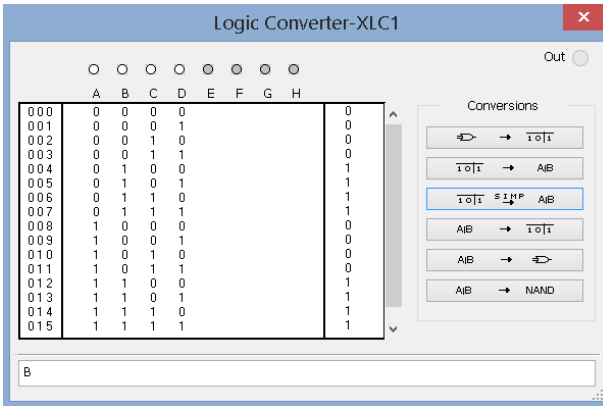 Logic Converter-XLC1
x
Out
A B C D E F G H
000 0 0 0 0 0
001 0 0 0 1 0
002 0 0 1 0 0
003 0 0 1 1 0
004 0 1 0 0 1
005 0 1 0 1 1
006 0 1 1 0 1
007 0 1 1 1 1
008 1 0 0 0 0
009 1 0 0 1 0
010 1 0 1 0 0
011 1 0 1 1 0
012 1 1 0 0 1
013 1 1 0 1 1
014 1 1 1 0 1
015 1 1 1 1 1
Conversions
→ 1 0 1
1 0 1 → A|B
1 0 1 SIMP → A|B
A|B → 1 0 1
A|B →
A|B → NAND
B